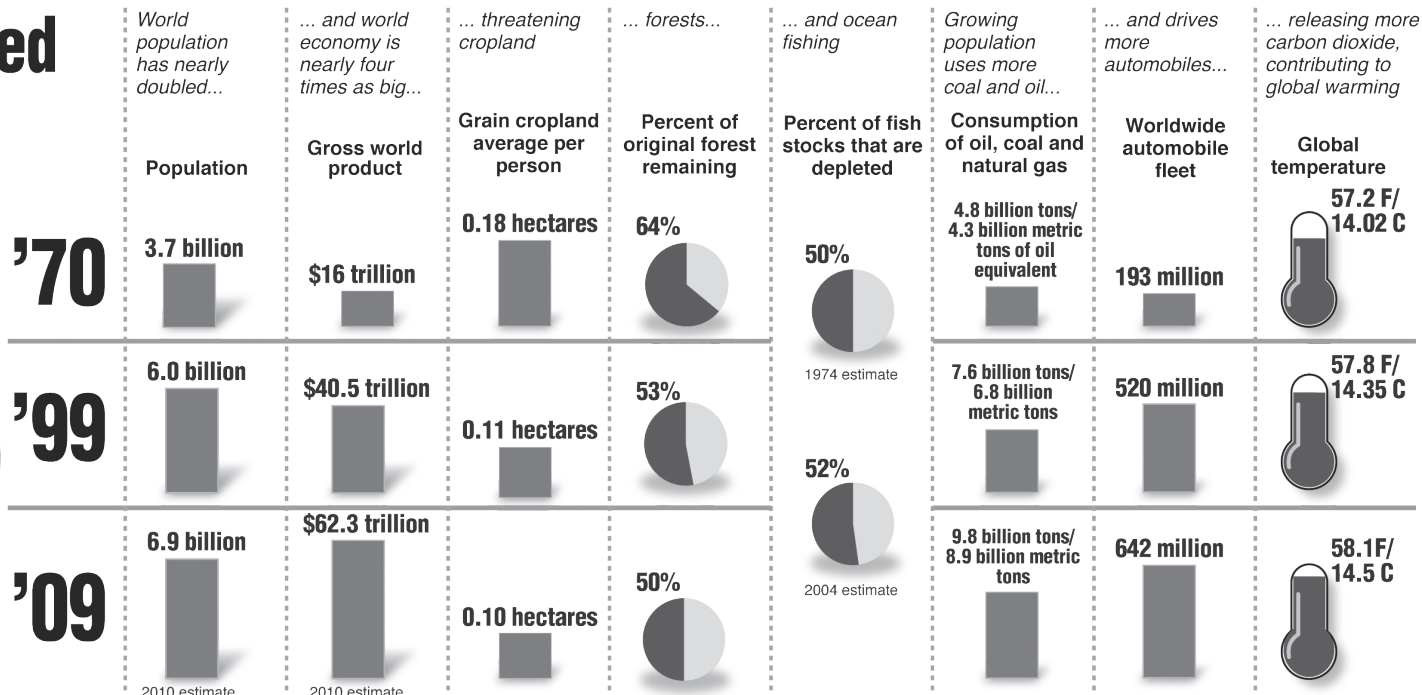 ed
World
population
has nearly
doubled...
... and world
economy is
nearly four
times as big...
... threatening
cropland
... forests...
... and ocean
fishing
Growing
population
uses more
coal and oil...
... and drives
more
automobiles...
... releasing more
carbon dioxide,
contributing to
global warming
Population
Gross world
product
Grain cropland
average per
person
Percent of
original forest
remaining
Percent of fish
stocks that are
depleted
Consumption
of oil, coal and
natural gas
Worldwide
automobile
fleet
Global
temperature
’70
3.7 billion
$16 trillion
0.18 hectares
64%
50%
1974 estimate
4.8 billion tons/
4.3 billion metric
tons of oil
equivalent
193 million
57.2 F/
14.02 C
’99
6.0 billion
$40.5 trillion
0.11 hectares
53%
52%
2004 estimate
7.6 billion tons/
6.8 billion
metric tons
520 million
57.8 F/
14.35 C
’09
6.9 billion
2010 estimate
$62.3 trillion
2010 estimate
0.10 hectares
50%
9.8 billion tons/
8.9 billion metric
tons
642 million
58.1F/
14.5 C